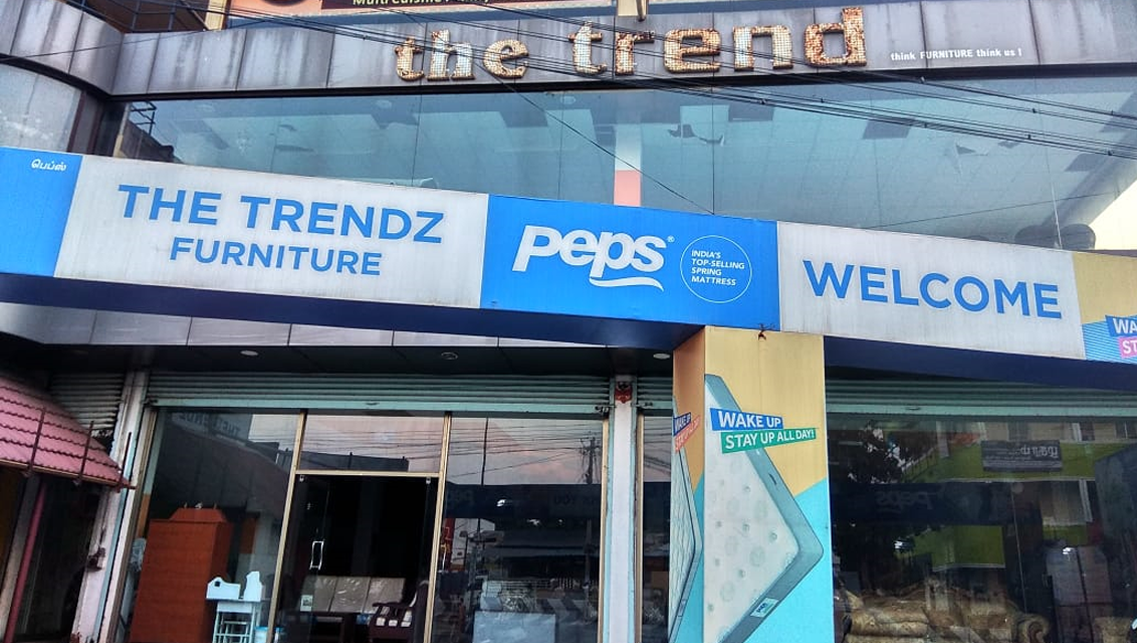 the trend
think FURNITURE think us !
பெப்ஸ்
THE TRENDZ
FURNITURE
peps®
INDIA'S
TOP-SELLING
SPRING
MATTRESS
WELCOME
WAKE UP
STAY UP ALL DAY!